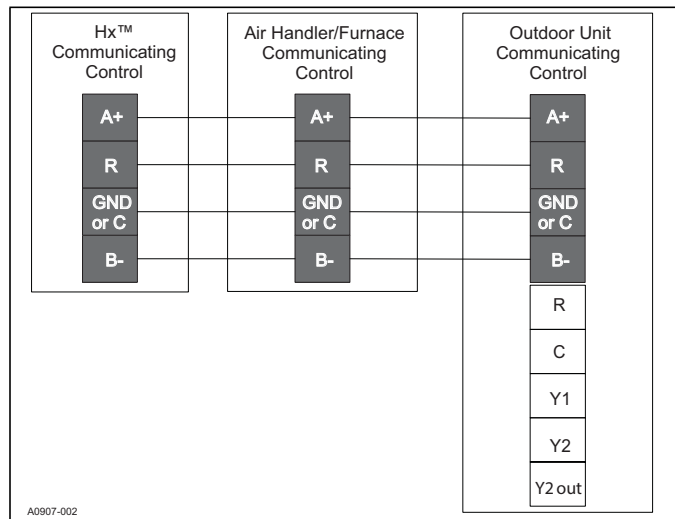 Hx™
Communicating
Control
A+
R
GND
or C
B-
Air Handler/Furnace
Communicating
Control
A+
R
GND
or C
B-
Outdoor Unit
Communicating
Control
A+
R
GND
or C
B-
R
C
Y1
Y2
Y2 out
A0907-002